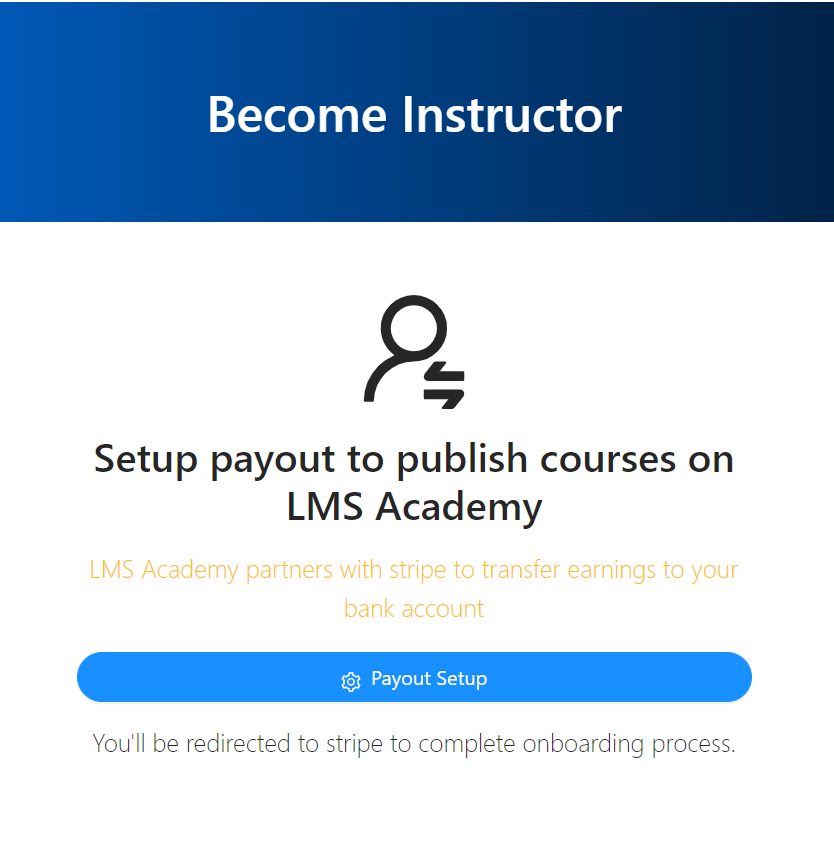 Become Instructor
Setup payout to publish courses on
LMS Academy
LMS Academy partners with stripe to transfer earnings to your
bank account
Payout Setup
You'll be redirected to stripe to complete onboarding process.